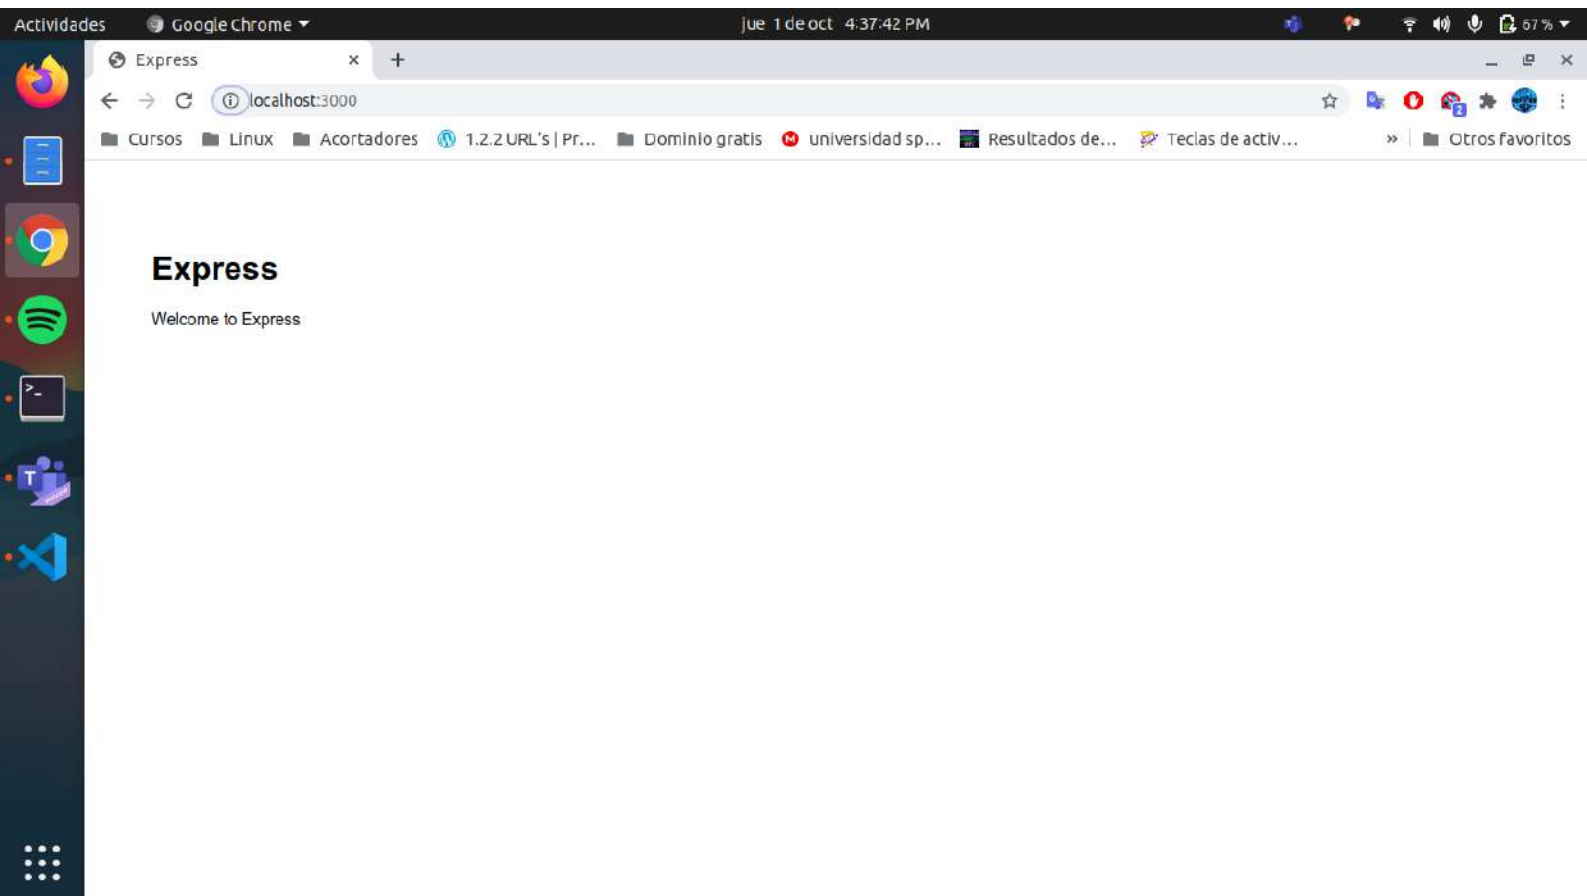 Actividades Google Chrome jue 1 de oct 4:37:42 PM 67 %
Express
localhost:3000
Cursos Linux Acortadores 1.2.2 URL's | Pr... Dominio gratis universidad sp... Resultados de... Teclas de activ... » Otros favoritos
Express
Welcome to Express